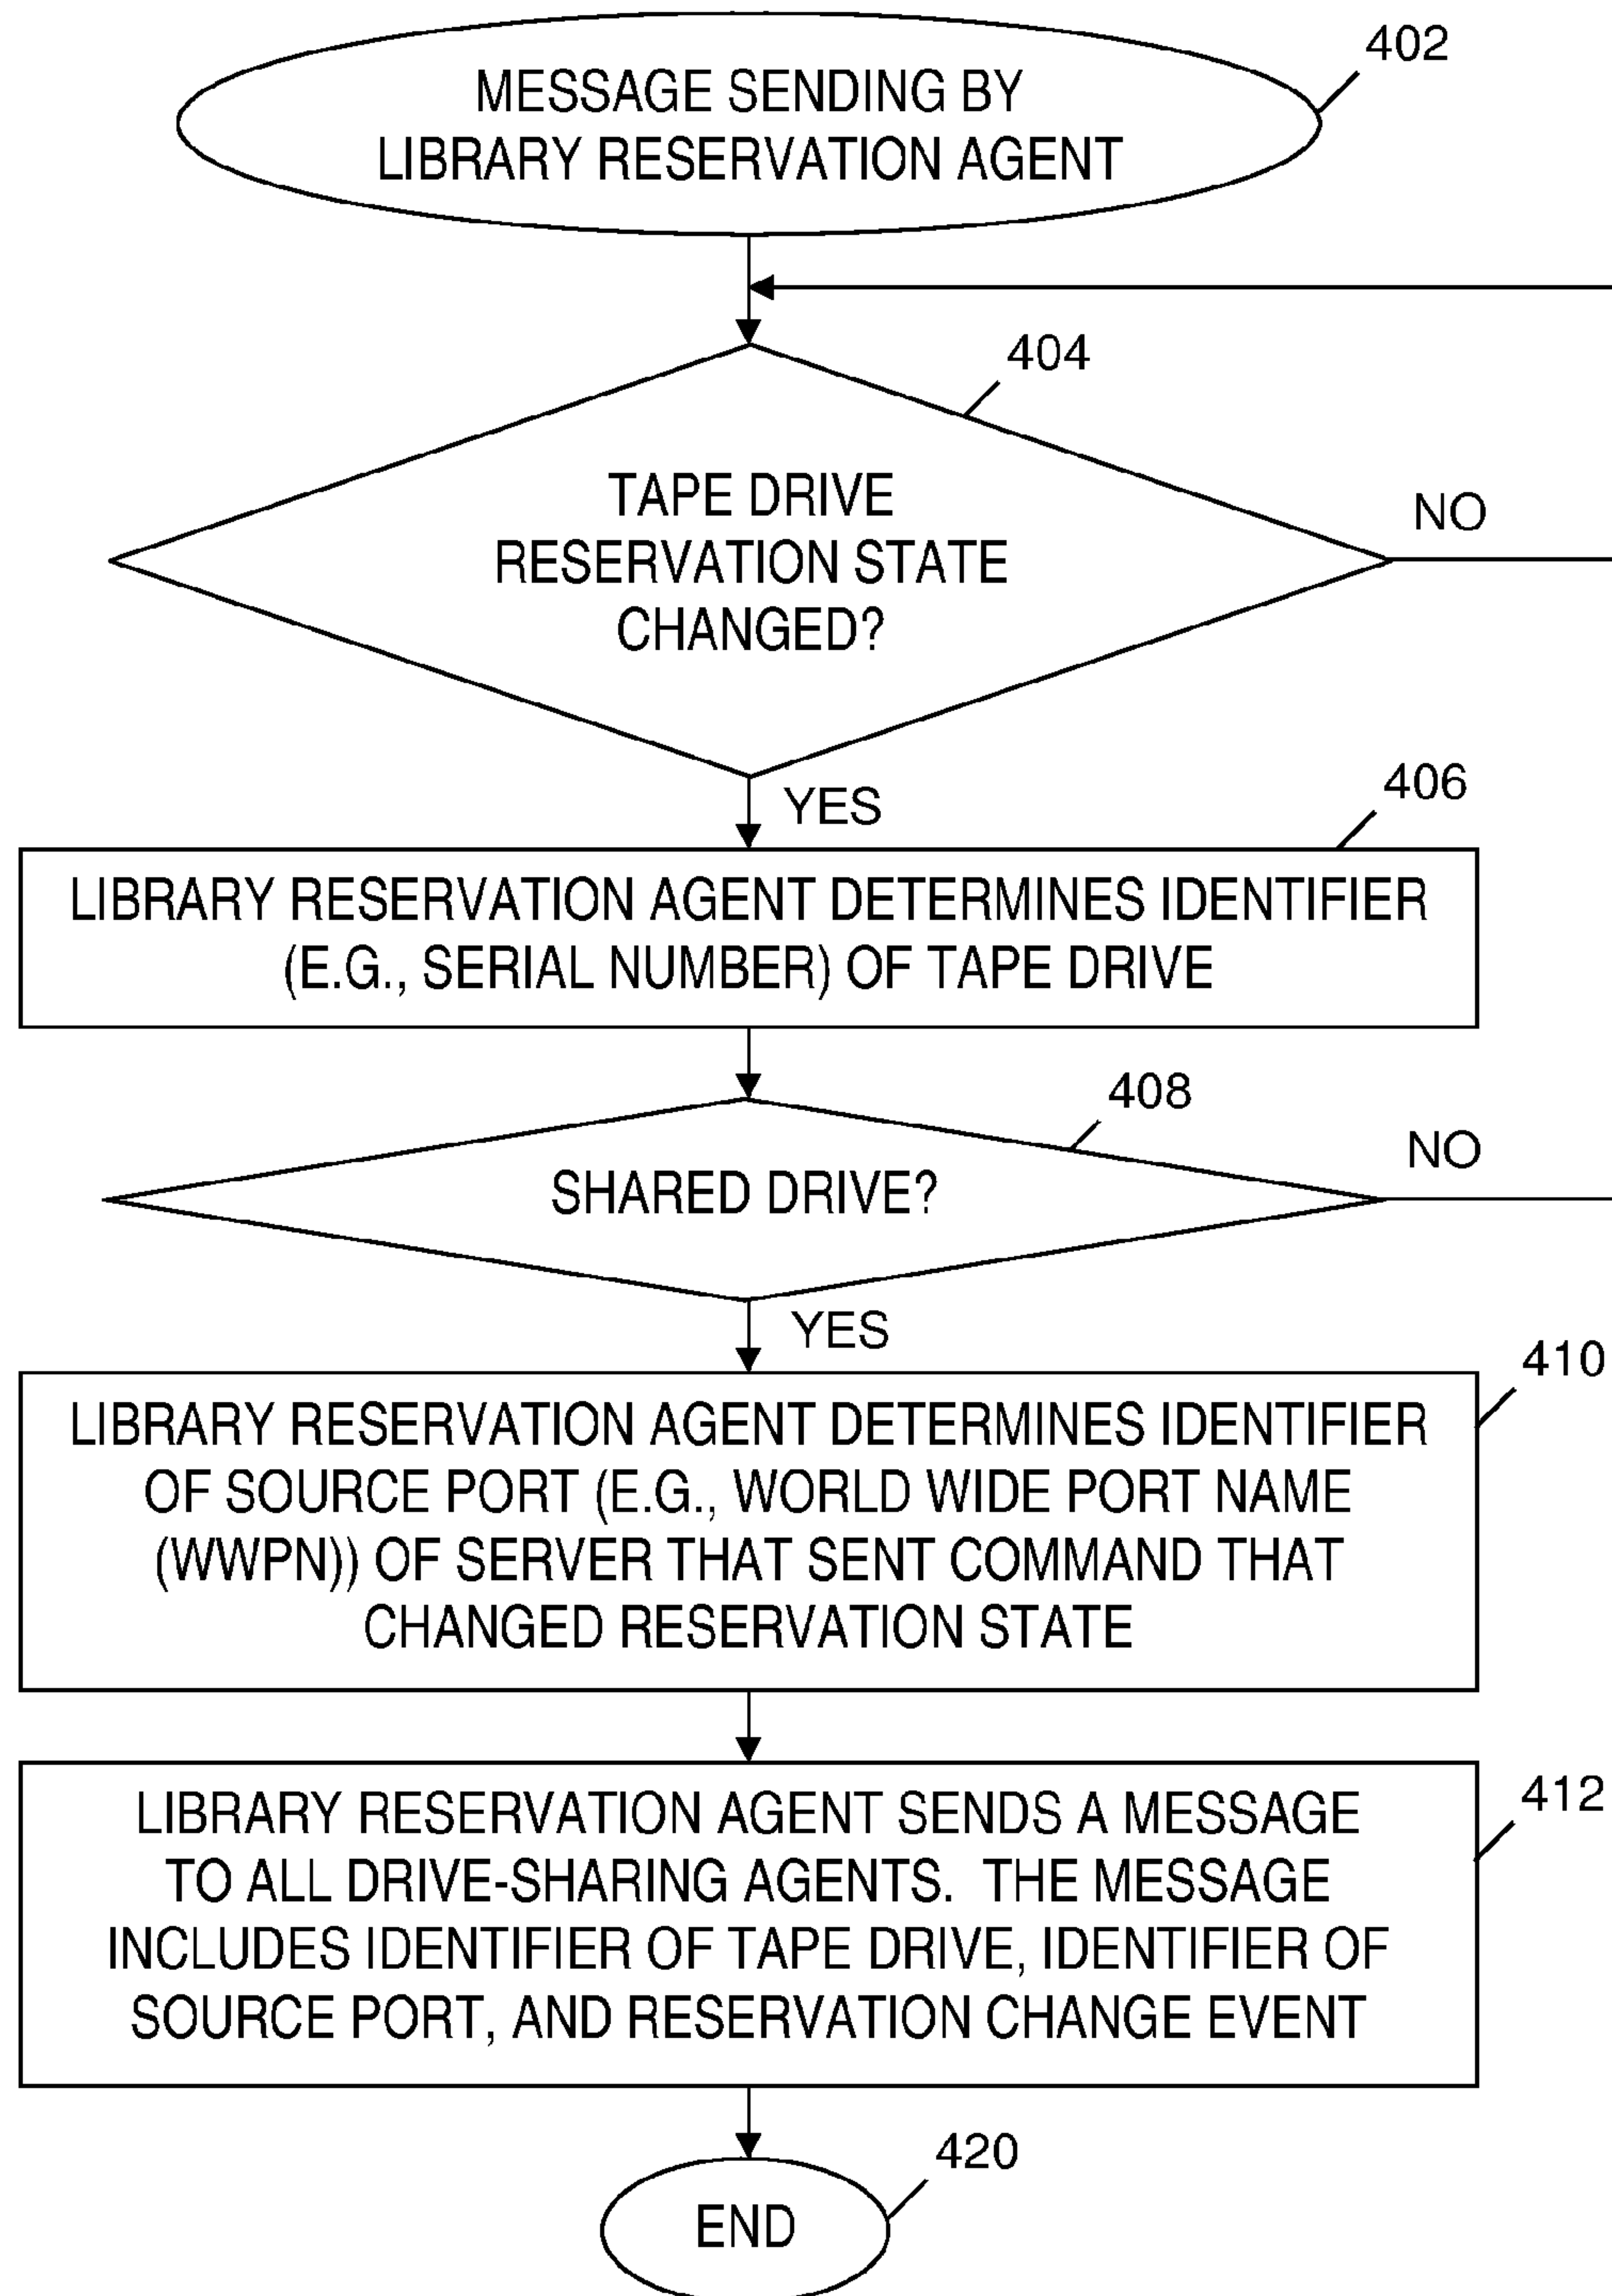 402
MESSAGE SENDING BY
LIBRARY RESERVATION AGENT
404
TAPE DRIVE
RESERVATION STATE
CHANGED?
NO
YES
406
LIBRARY RESERVATION AGENT DETERMINES IDENTIFIER
(E.G., SERIAL NUMBER) OF TAPE DRIVE
408
SHARED DRIVE?
NO
YES
410
LIBRARY RESERVATION AGENT DETERMINES IDENTIFIER
OF SOURCE PORT (E.G., WORLD WIDE PORT NAME
(WWPN)) OF SERVER THAT SENT COMMAND THAT
CHANGED RESERVATION STATE
412
LIBRARY RESERVATION AGENT SENDS A MESSAGE
TO ALL DRIVE-SHARING AGENTS. THE MESSAGE
INCLUDES IDENTIFIER OF TAPE DRIVE, IDENTIFIER OF
SOURCE PORT, AND RESERVATION CHANGE EVENT
420
END